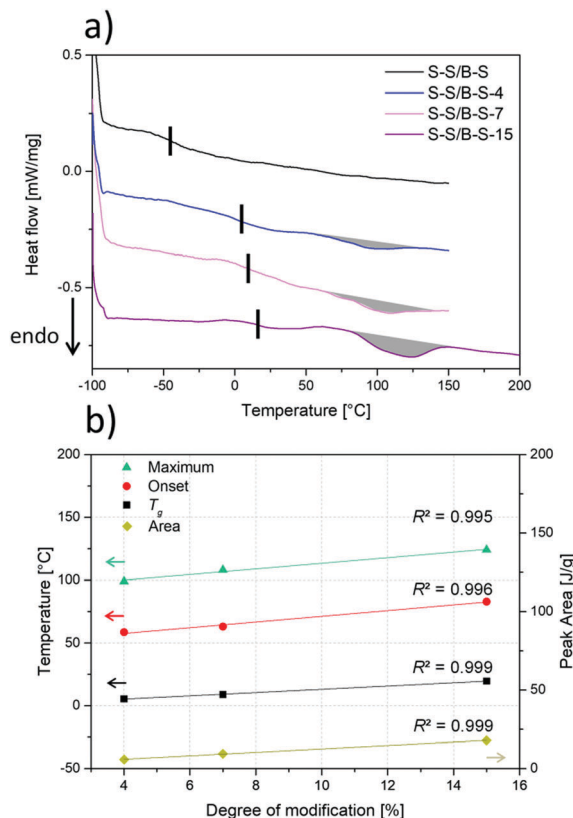 a)
0.5
0.0
-0.5
Heat flow [mW/mg]
endo
S-S/B-S
S-S/B-S-4
S-S/B-S-7
S-S/B-S-15
-100 -50 0 50 100 150 200
Temperature [°C]
b)
200
150
100
50
0
-50
Temperature [°C]
Maximum
Onset
Tg
Area
R² = 0.995
R² = 0.996
R² = 0.999
R² = 0.999
200
150
100
50
0
Peak Area [J/g]
4 6 8 10 12 14 16
Degree of modification [%]